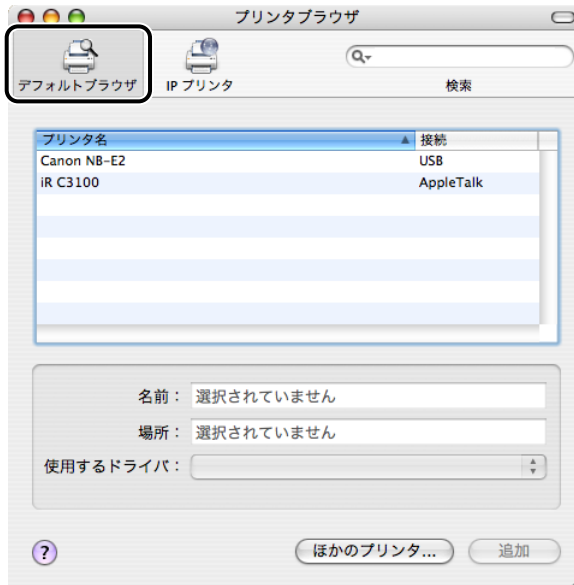 プリンタブラウザ
デフォルトブラウザ IP プリンタ 検索
プリンタ名 接続
Canon NB-E2 USB
iR C3100 AppleTalk
名前： 選択されていません
場所： 選択されていません
使用するドライバ：
? ほかのプリンタ... 追加